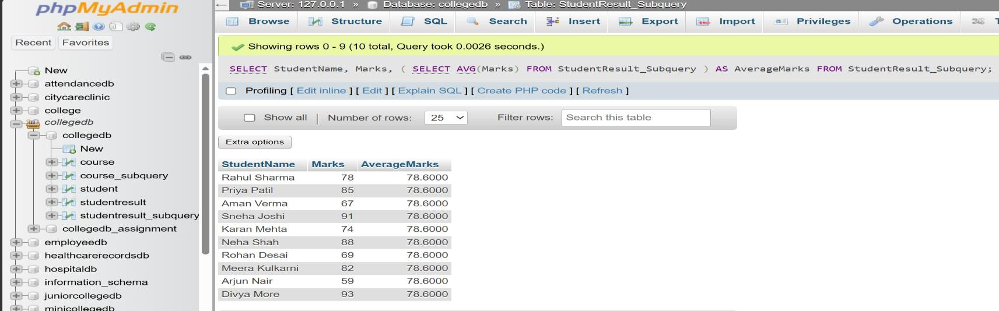 phpMyAdmin
Recent Favorites
New
attendancedb
citycareclinic
college
collegedb
collegedb
New
course
course_subquery
student
studentresult
studentresult_subquery
collegedb_assignment
employeedb
healthcarerecordsdb
hospitaldb
information_schema
juniorcollegedb
minicollegedb
Server: 127.0.0.1 » Database: collegedb » Table: StudentResult_Subquery
Browse Structure SQL Search Insert Export Import Privileges Operations T
Showing rows 0 - 9 (10 total, Query took 0.0026 seconds.)
SELECT StudentName, Marks, ( SELECT AVG(Marks) FROM StudentResult_Subquery ) AS AverageMarks FROM StudentResult_Subquery;
Profiling [ Edit inline ] [ Edit ] [ Explain SQL ] [ Create PHP code ] [ Refresh ]
Show all | Number of rows: 25 Filter rows: Search this table
Extra options
StudentName Marks AverageMarks
Rahul Sharma 78 78.6000
Priya Patil 85 78.6000
Aman Verma 67 78.6000
Sneha Joshi 91 78.6000
Karan Mehta 74 78.6000
Neha Shah 88 78.6000
Rohan Desai 69 78.6000
Meera Kulkarni 82 78.6000
Arjun Nair 59 78.6000
Divya More 93 78.6000